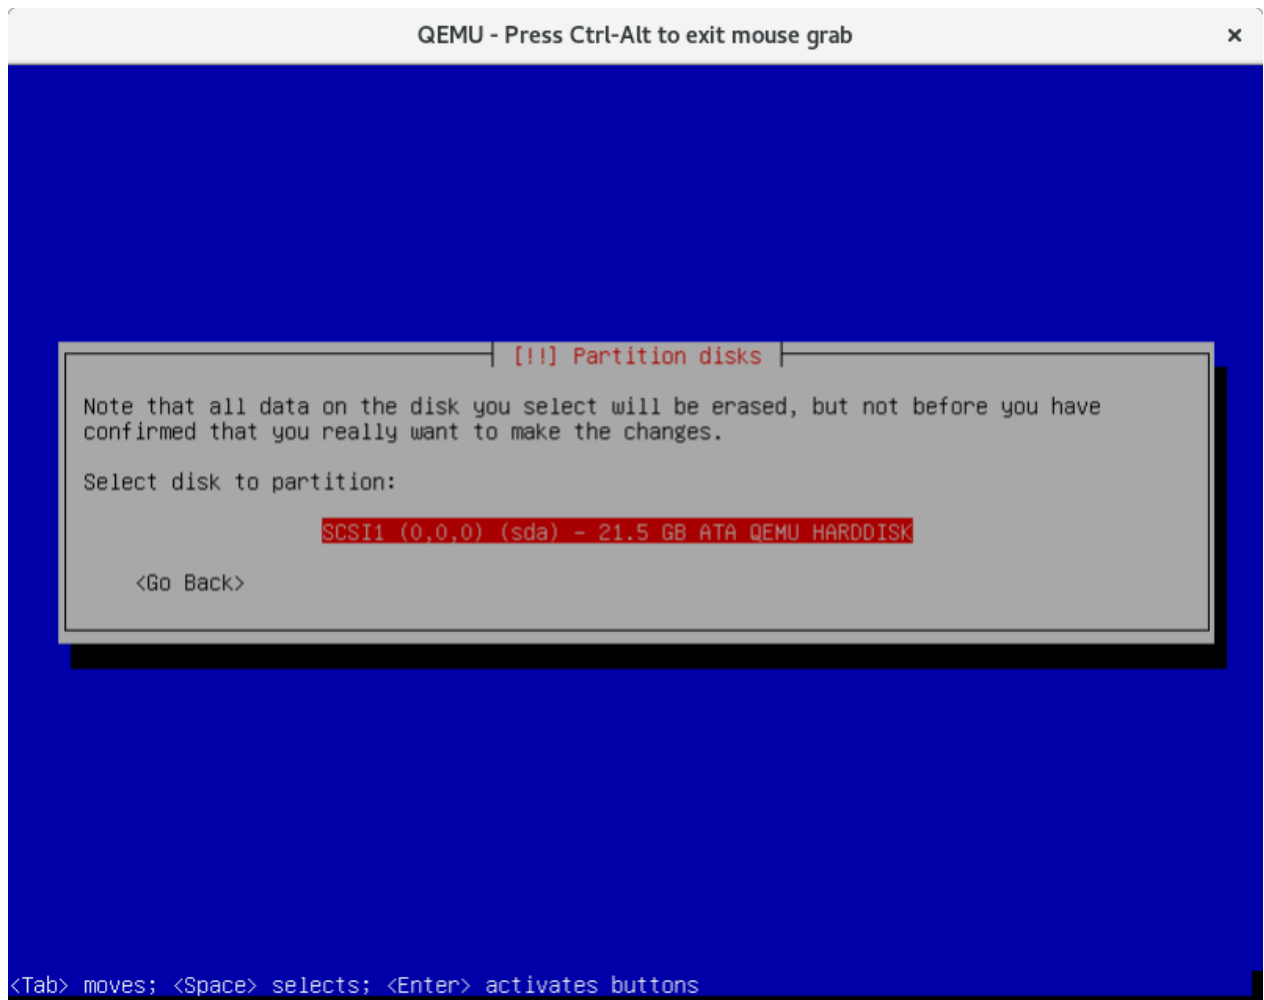 QEMU - Press Ctrl-Alt to exit mouse grab ×
[!!] Partition disks
Note that all data on the disk you select will be erased, but not before you have
confirmed that you really want to make the changes.
Select disk to partition:
SCSI1 (0,0,0) (sda) - 21.5 GB ATA QEMU HARDDISK
<Go Back>
<Tab> moves; <Space> selects; <Enter> activates buttons